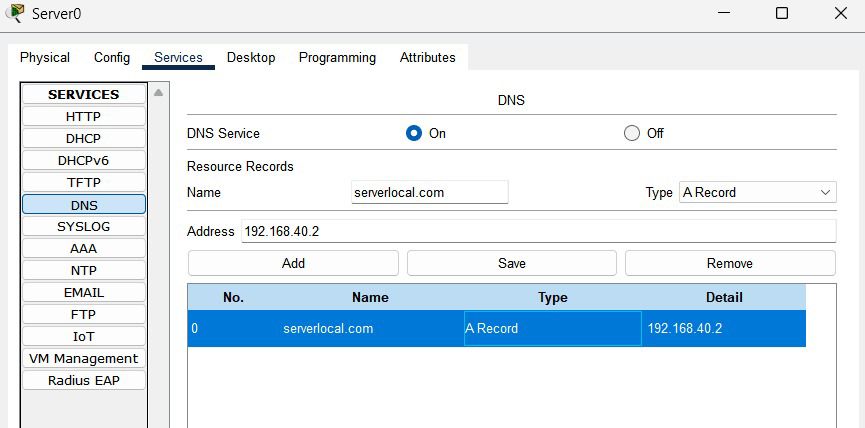 Server0
Physical Config Services Desktop Programming Attributes
SERVICES
HTTP
DHCP
DHCPv6
TFTP
DNS
SYSLOG
AAA
NTP
EMAIL
FTP
IoT
VM Management
Radius EAP
DNS
DNS Service On Off
Resource Records
Name serverlocal.com Type A Record
Address 192.168.40.2
Add Save Remove
No. Name Type Detail
0 serverlocal.com A Record 192.168.40.2